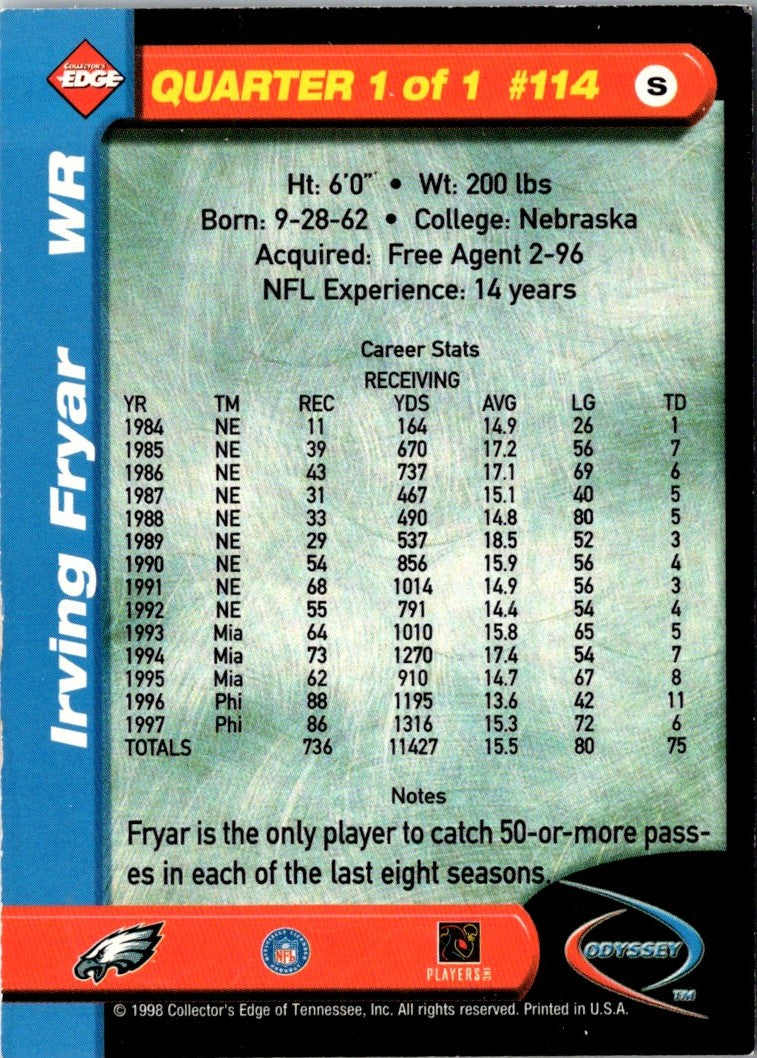 COLLECTOR'S
EDGE
QUARTER 1 of 1 #114 S
Irving Fryar WR
Ht: 6'0" • Wt: 200 lbs
Born: 9-28-62 • College: Nebraska
Acquired: Free Agent 2-96
NFL Experience: 14 years
Career Stats
RECEIVING
YR TM REC YDS AVG LG TD
1984 NE 11 164 14.9 26 1
1985 NE 39 670 17.2 56 7
1986 NE 43 737 17.1 69 6
1987 NE 31 467 15.1 40 5
1988 NE 33 490 14.8 80 5
1989 NE 29 537 18.5 52 3
1990 NE 54 856 15.9 56 4
1991 NE 68 1014 14.9 56 3
1992 NE 55 791 14.4 54 4
1993 Mia 64 1010 15.8 65 5
1994 Mia 73 1270 17.4 54 7
1995 Mia 62 910 14.7 67 8
1996 Phi 88 1195 13.6 42 11
1997 Phi 86 1316 15.3 72 6
TOTALS 736 11427 15.5 80 75
Notes
Fryar is the only player to catch 50-or-more pass-
es in each of the last eight seasons.
NFL
PLAYERS INC
ODYSSEY
TM
© 1998 Collector's Edge of Tennessee, Inc. All rights reserved. Printed in U.S.A.